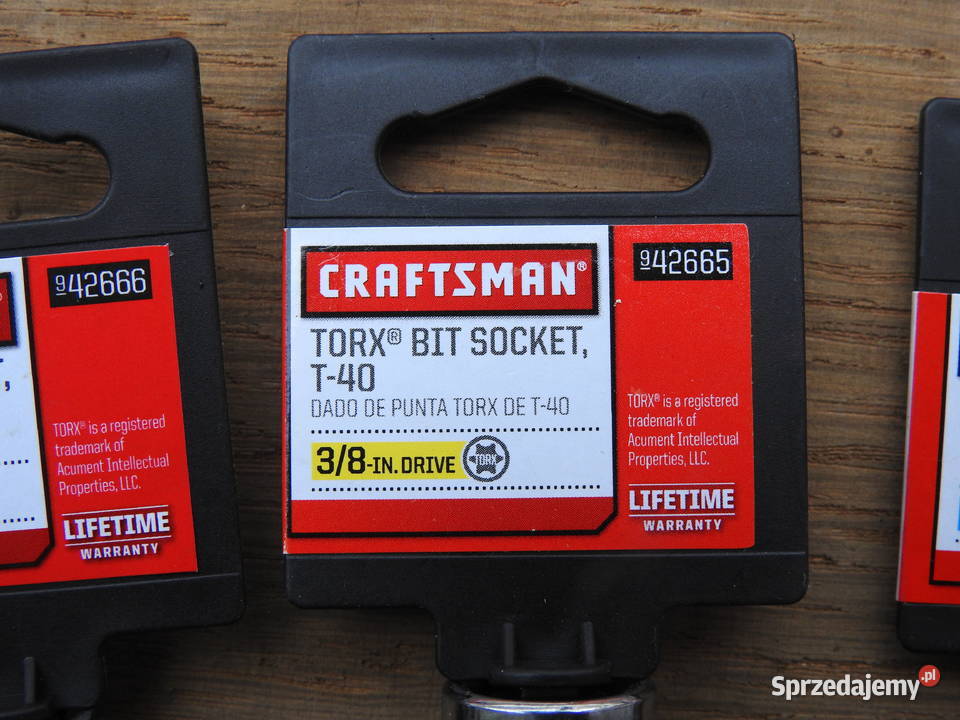 942666
TORX® is a registered
trademark of
Acument Intellectual
Properties, LLC.
LIFETIME
WARRANTY
CRAFTSMAN®
TORX® BIT SOCKET,
T-40
DADO DE PUNTA TORX DE T-40
3/8-IN. DRIVE
TORX
942665
TORX® is a registered
trademark of
Acument Intellectual
Properties, LLC.
LIFETIME
WARRANTY
Sprzedajemy.pl